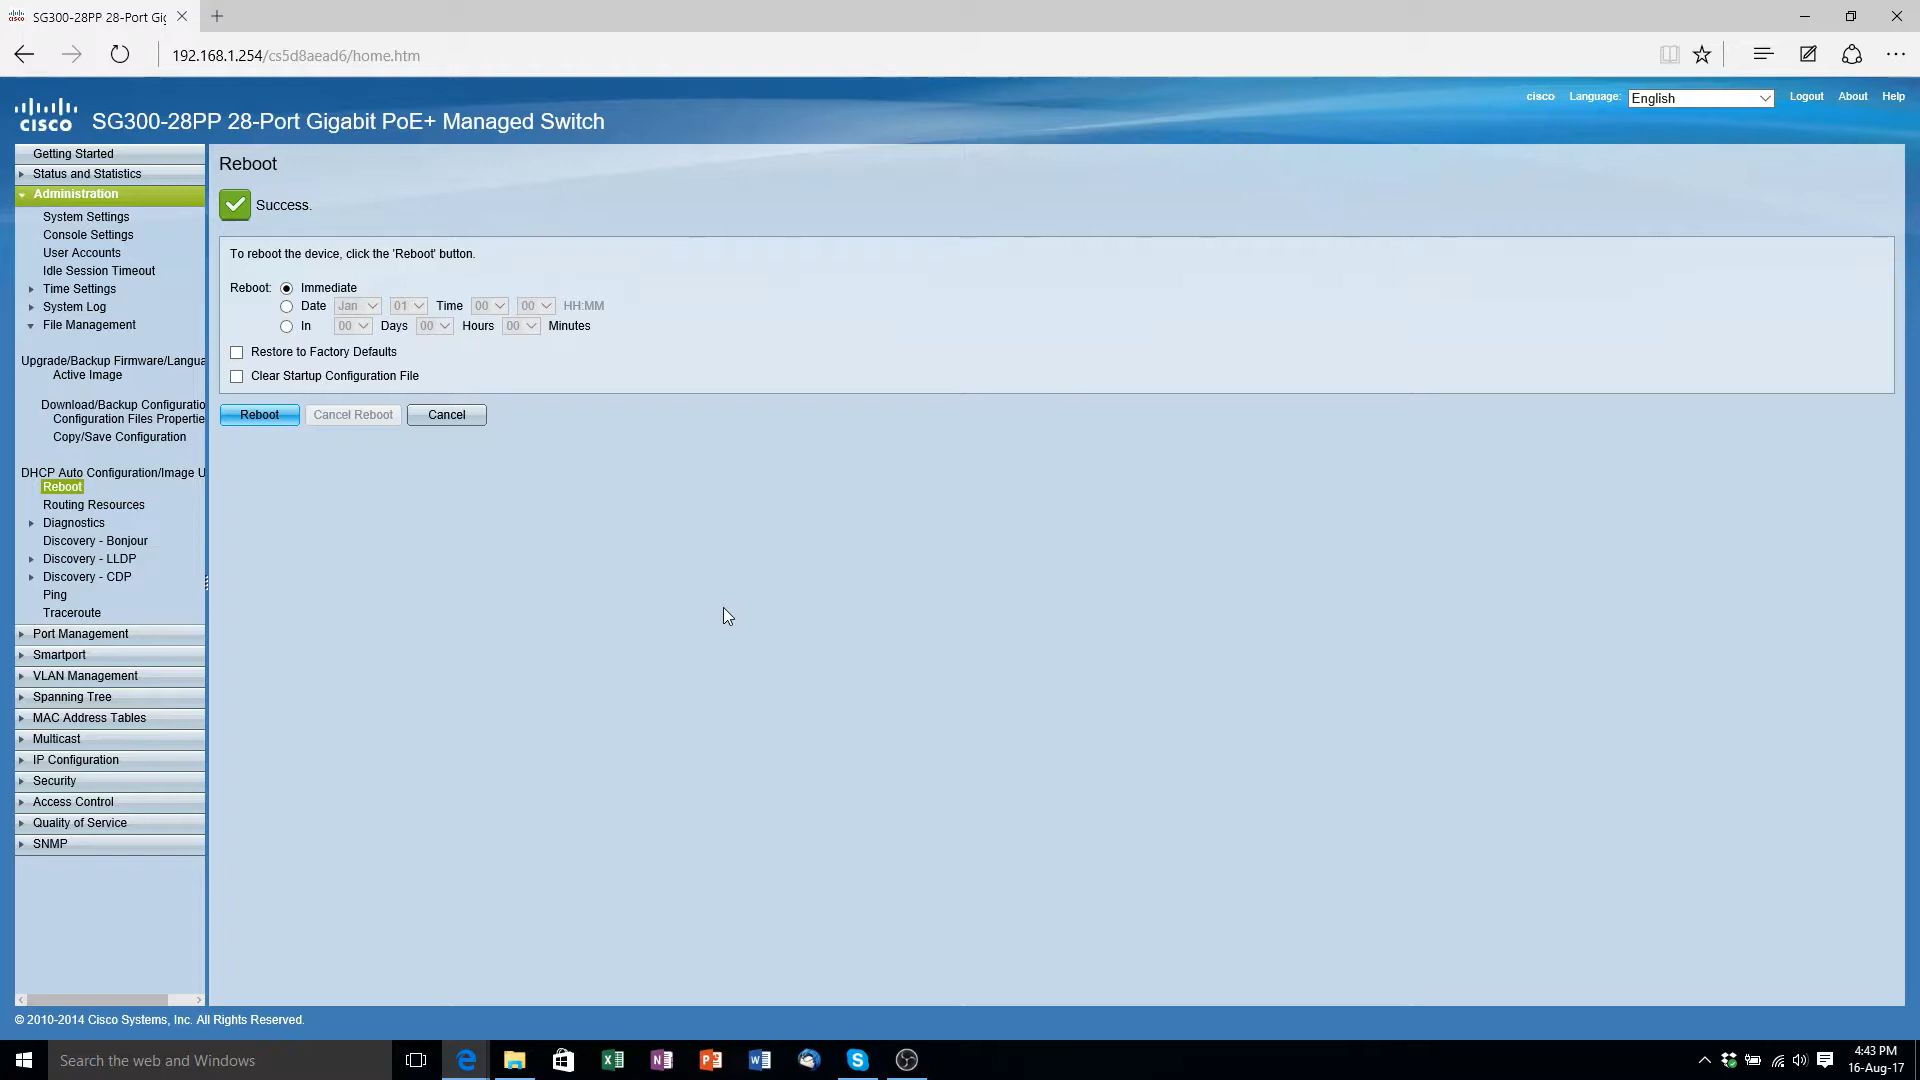 SG300-28PP 28-Port Gig
192.168.1.254/cs5d8aead6/home.htm
cisco Language: English Logout About Help
CISCO SG300-28PP 28-Port Gigabit PoE+ Managed Switch
Getting Started
Status and Statistics
Administration
System Settings
Console Settings
User Accounts
Idle Session Timeout
Time Settings
System Log
File Management
Upgrade/Backup Firmware/Langua
Active Image
Download/Backup Configuratio
Configuration Files Propertie
Copy/Save Configuration
DHCP Auto Configuration/Image U
Reboot
Routing Resources
Diagnostics
Discovery - Bonjour
Discovery - LLDP
Discovery - CDP
Ping
Traceroute
Port Management
Smartport
VLAN Management
Spanning Tree
MAC Address Tables
Multicast
IP Configuration
Security
Access Control
Quality of Service
SNMP
Reboot
Success.
To reboot the device, click the 'Reboot' button.
Reboot: Immediate
Date Jan 01 Time 00 00 HH:MM
In 00 Days 00 Hours 00 Minutes
Restore to Factory Defaults
Clear Startup Configuration File
Reboot Cancel Reboot Cancel
© 2010-2014 Cisco Systems, Inc. All Rights Reserved.
Search the web and Windows
4:43 PM
16-Aug-17